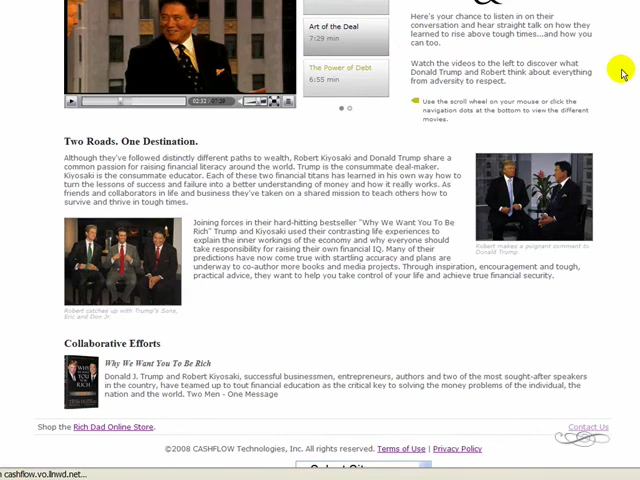 &
Here's your chance to listen in on their
conversation and hear straight talk on how they
learned to rise above tough times...and how you
can too.
Art of the Deal
7:29 min
Watch the videos to the left to discover what
Donald Trump and Robert think about everything
from adversity to respect.
The Power of Debt
6:55 min
02:32 / 07:29
Use the scroll wheel on your mouse or click the
navigation dots at the bottom to view the different
movies.
Two Roads. One Destination.
Although they've followed distinctly different paths to wealth, Robert Kiyosaki and Donald Trump share a
common passion for raising financial literacy around the world. Trump is the consummate deal-maker.
Kiyosaki is the consummate educator. Each of these two financial titans has learned in his own way how to
turn the lessons of success and failure into a better understanding of money and how it really works. As
friends and collaborators in life and business they've taken on a shared mission to teach others how to
survive and thrive in tough times.
Robert makes a poignant comment to
Donald Trump.
Joining forces in their hard-hitting bestseller "Why We Want You To Be
Rich" Trump and Kiyosaki used their contrasting life experiences to
explain the inner workings of the economy and why everyone should
take responsibility for raising their own financial IQ. Many of their
predictions have now come true with startling accuracy and plans are
underway to co-author more books and media projects. Through inspiration, encouragement and tough,
practical advice, they want to help you take control of your life and achieve true financial security.
Robert catches up with Trump's Sons,
Eric and Don Jr.
Collaborative Efforts
Why We Want You To Be Rich
Donald J. Trump and Robert Kiyosaki, successful businessmen, entrepreneurs, authors and two of the most sought-after speakers
in the country, have teamed up to tout financial education as the critical key to solving the money problems of the individual, the
nation and the world. Two Men - One Message
Shop the Rich Dad Online Store.
Contact Us
©2008 CASHFLOW Technologies, Inc. All rights reserved. Terms of Use | Privacy Policy
cashflow.vo.llnwd.net...